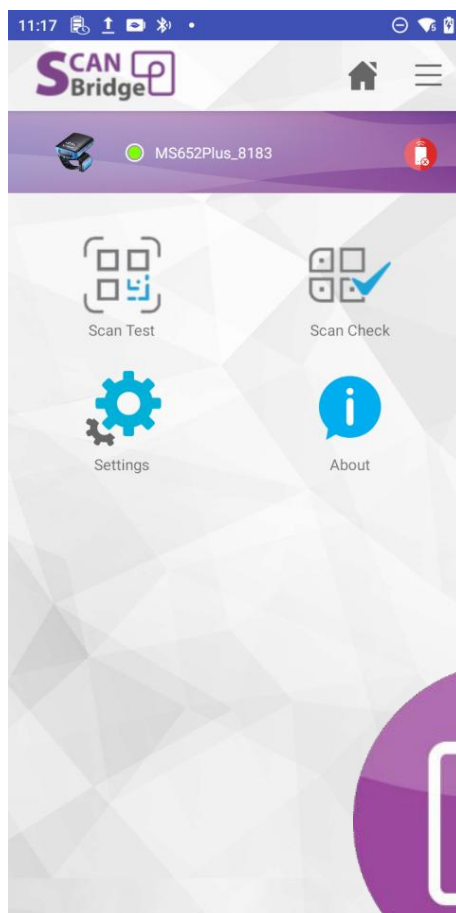 11:17
SCAN
Bridge
MS652Plus_8183
Scan Test
Scan Check
Settings
About